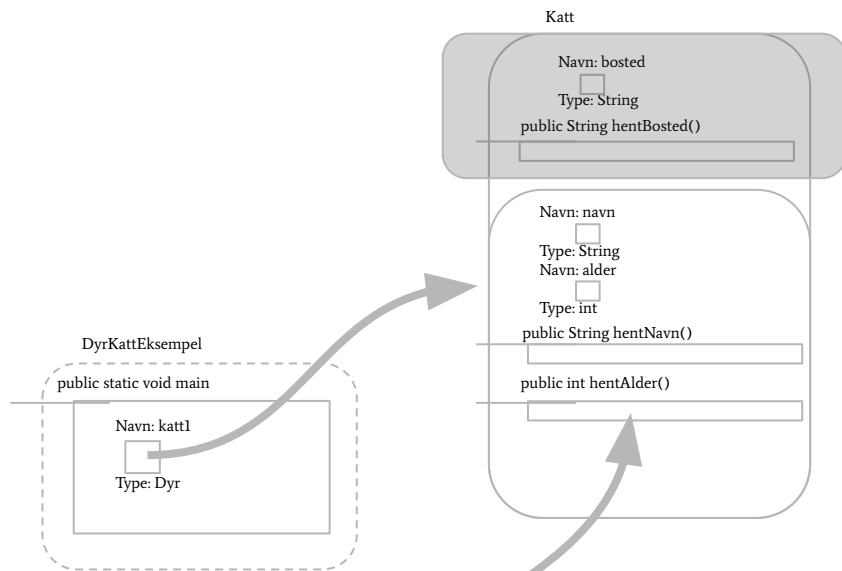 Katt
Navn: bosted
Type: String
public String hentBosted()
Navn: navn
Type: String
Navn: alder
Type: int
public String hentNavn()
public int hentAlder()
DyrKattEksempel
public static void main
Navn: katt1
Type: Dyr